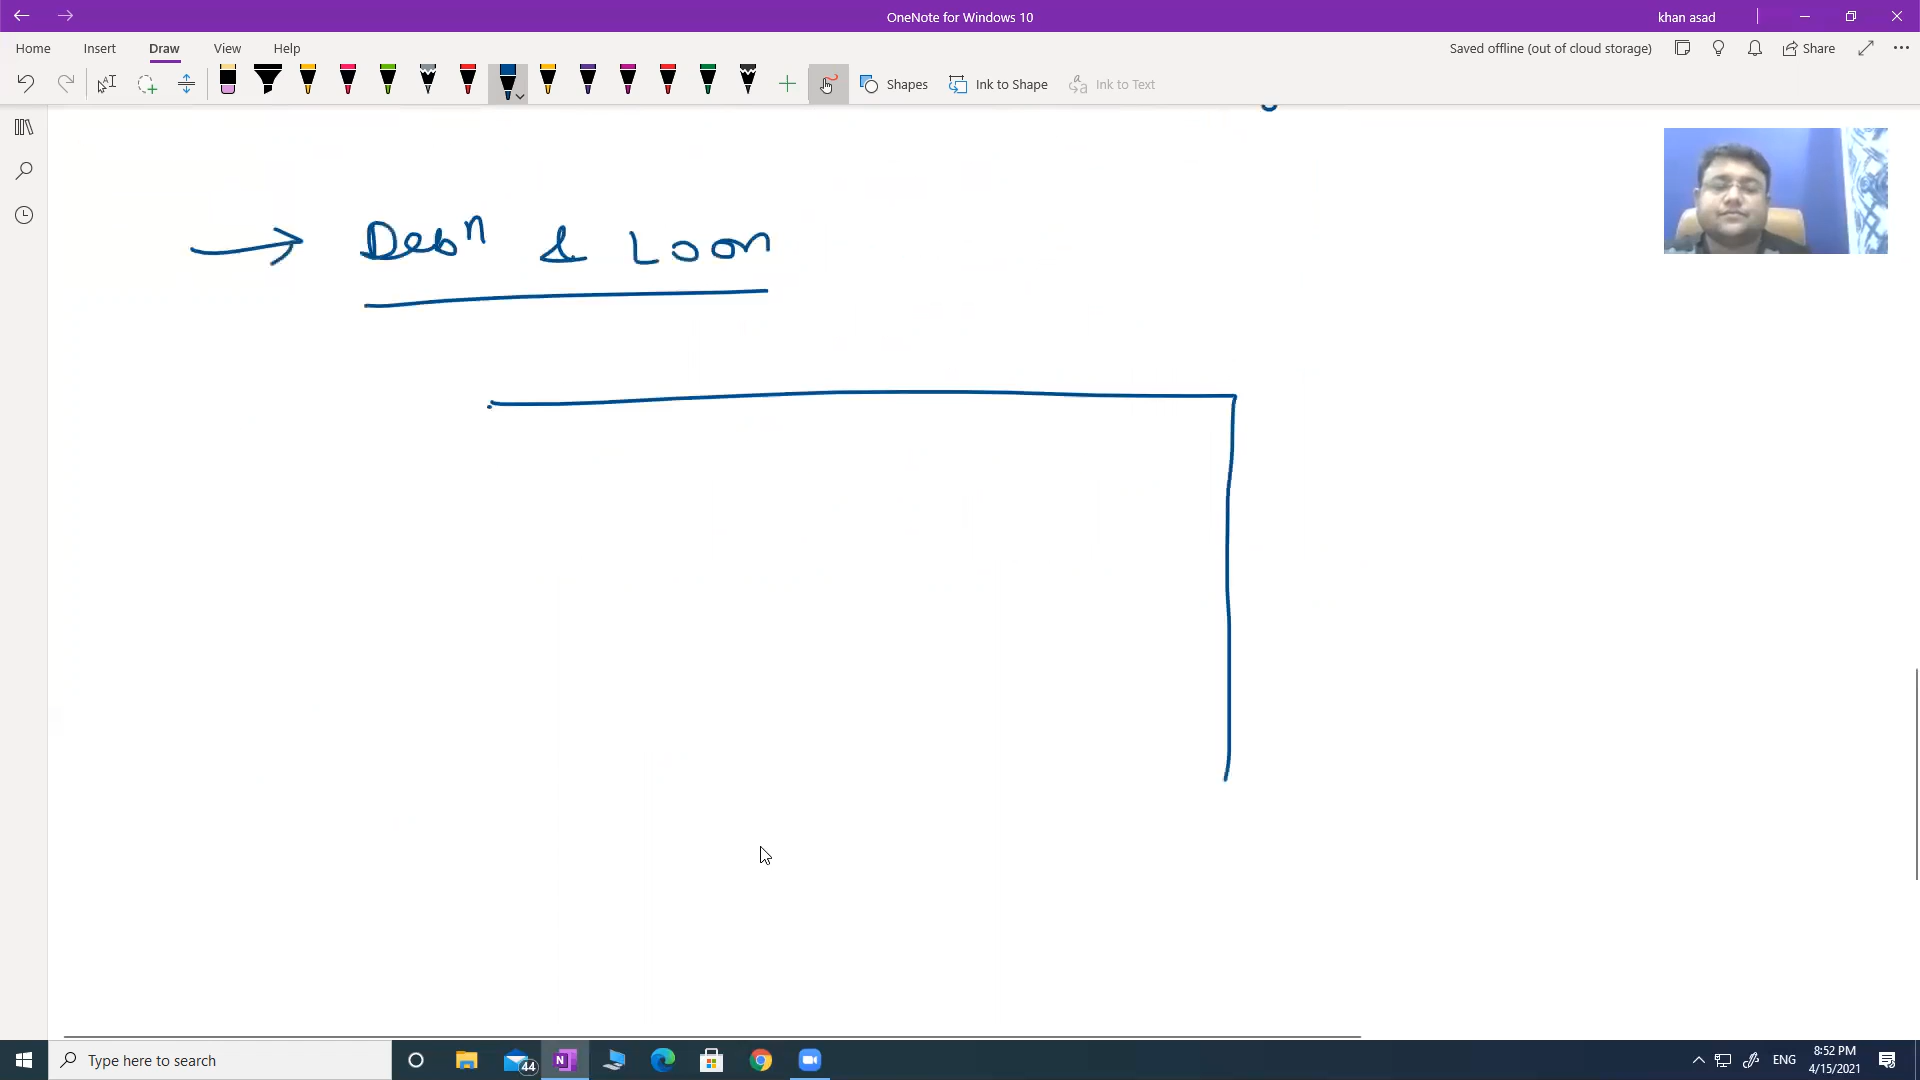 OneNote for Windows 10
khan asad
Home Insert Draw View Help
Saved offline (out of cloud storage)
Share
Shapes
Ink to Shape
Ink to Text
Debⁿ & Loan
Type here to search
44
ENG
8:52 PM
4/15/2021